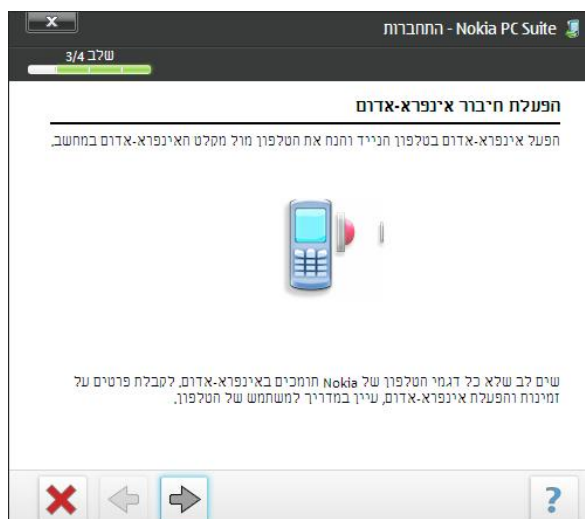 Nokia PC Suite - התחברות
שלב 3/4
הפעלת חיבור אינפרא-אדום
הפעל אינפרא-אדום בטלפון הנייד והנח את הטלפון מול מקלט האינפרא-אדום במחשב.
שים לב שלא כל דגמי הטלפון של Nokia תומכים באינפרא-אדום. לקבלת פרטים על
זמינות והפעלת אינפרא-אדום, עיין במדריך למשתמש של הטלפון.